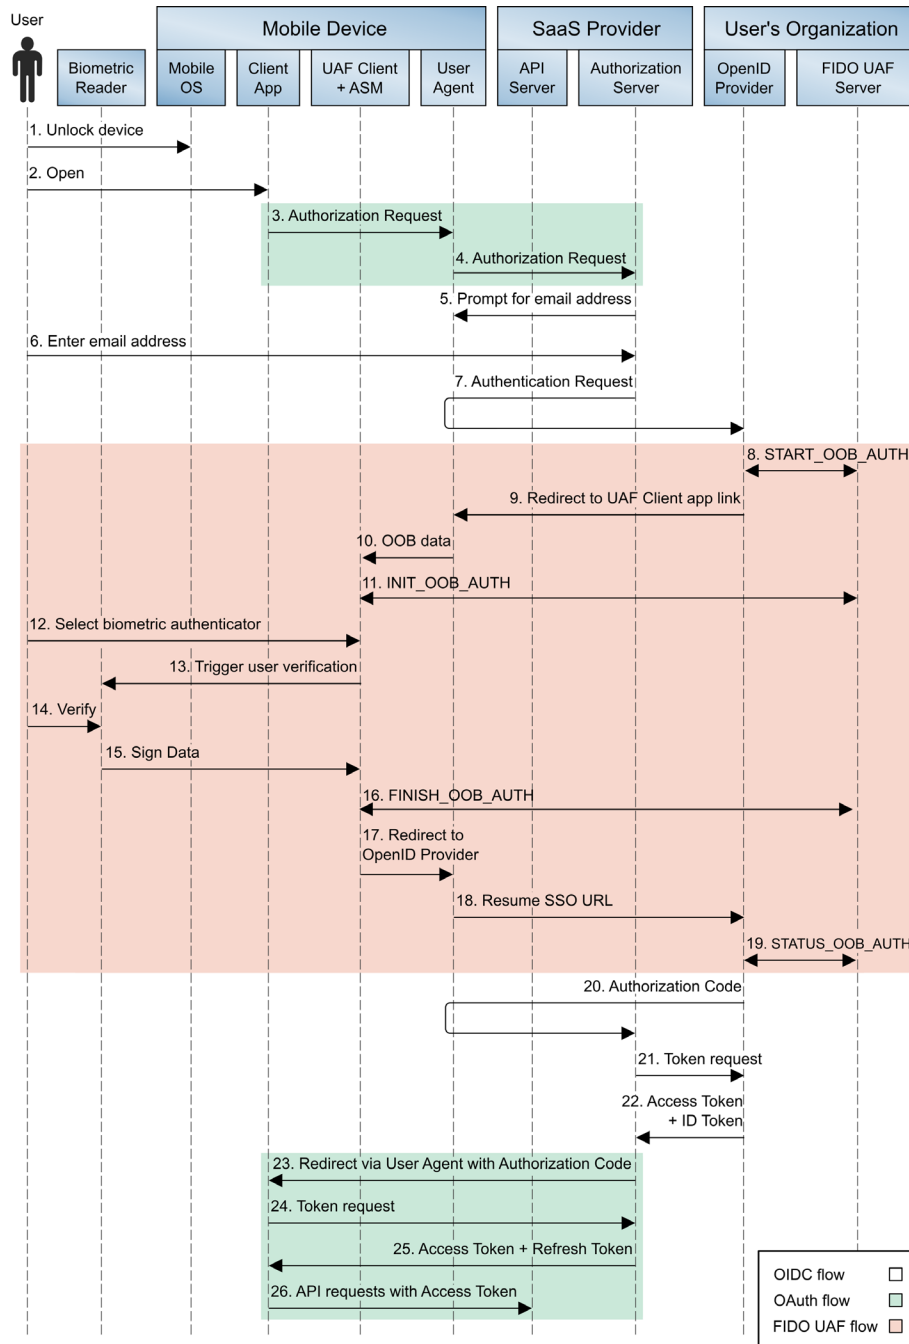 User
Mobile Device
SaaS Provider
User's Organization
Biometric
Reader
Mobile
OS
Client
App
UAF Client
+ ASM
User
Agent
API
Server
Authorization
Server
OpenID
Provider
FIDO UAF
Server
1. Unlock device
2. Open
3. Authorization Request
4. Authorization Request
5. Prompt for email address
6. Enter email address
7. Authentication Request
8. START_OOB_AUTH
9. Redirect to UAF Client app link
10. OOB data
11. INIT_OOB_AUTH
12. Select biometric authenticator
13. Trigger user verification
14. Verify
15. Sign Data
16. FINISH_OOB_AUTH
17. Redirect to
OpenID Provider
18. Resume SSO URL
19. STATUS_OOB_AUTH
20. Authorization Code
21. Token request
22. Access Token
+ ID Token
23. Redirect via User Agent with Authorization Code
24. Token request
25. Access Token + Refresh Token
26. API requests with Access Token
OIDC flow
OAuth flow
FIDO UAF flow